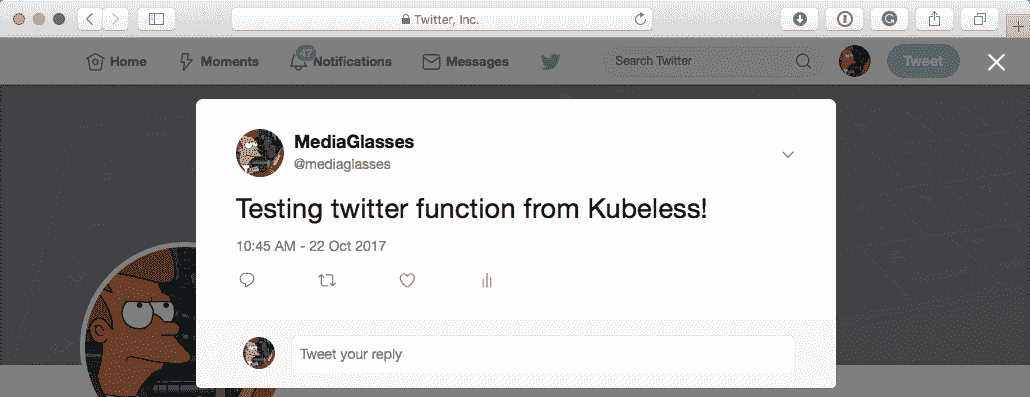 Twitter, Inc.
Home Moments 47 Notifications Messages Search Twitter Tweet
MediaGlasses
@mediaglasses
Testing twitter function from Kubeless!
10:45 AM - 22 Oct 2017
Tweet your reply